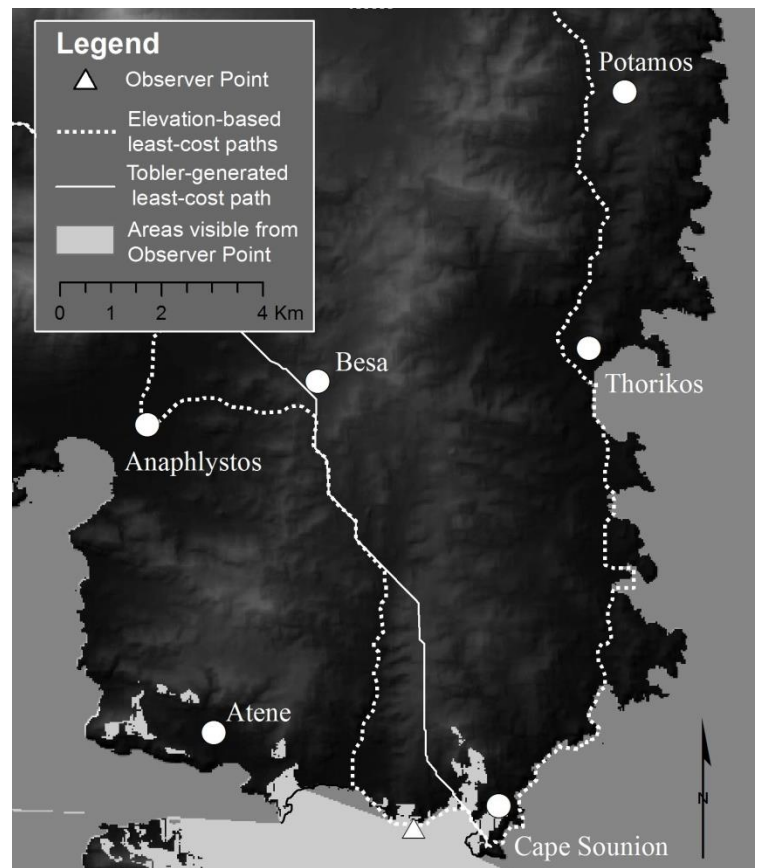 Legend
Observer Point
Elevation-based
least-cost paths
Tobler-generated
least-cost path
Areas visible from
Observer Point
0 1 2 4 Km
Potamos
Thorikos
Besa
Anaphlystos
Atene
Cape Sounion
N